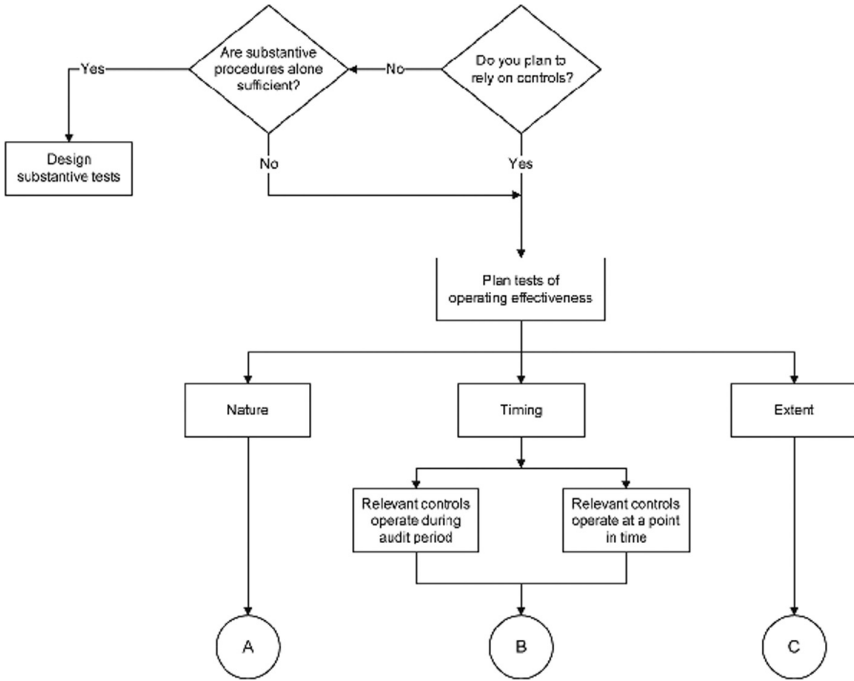 Are substantive
procedures alone
sufficient?
Do you plan to
rely on controls?
Yes
No
Design
substantive tests
No
Yes
Plan tests of
operating effectiveness
Nature
Timing
Extent
Relevant controls
operate during
audit period
Relevant controls
operate at a point
in time
A
B
C